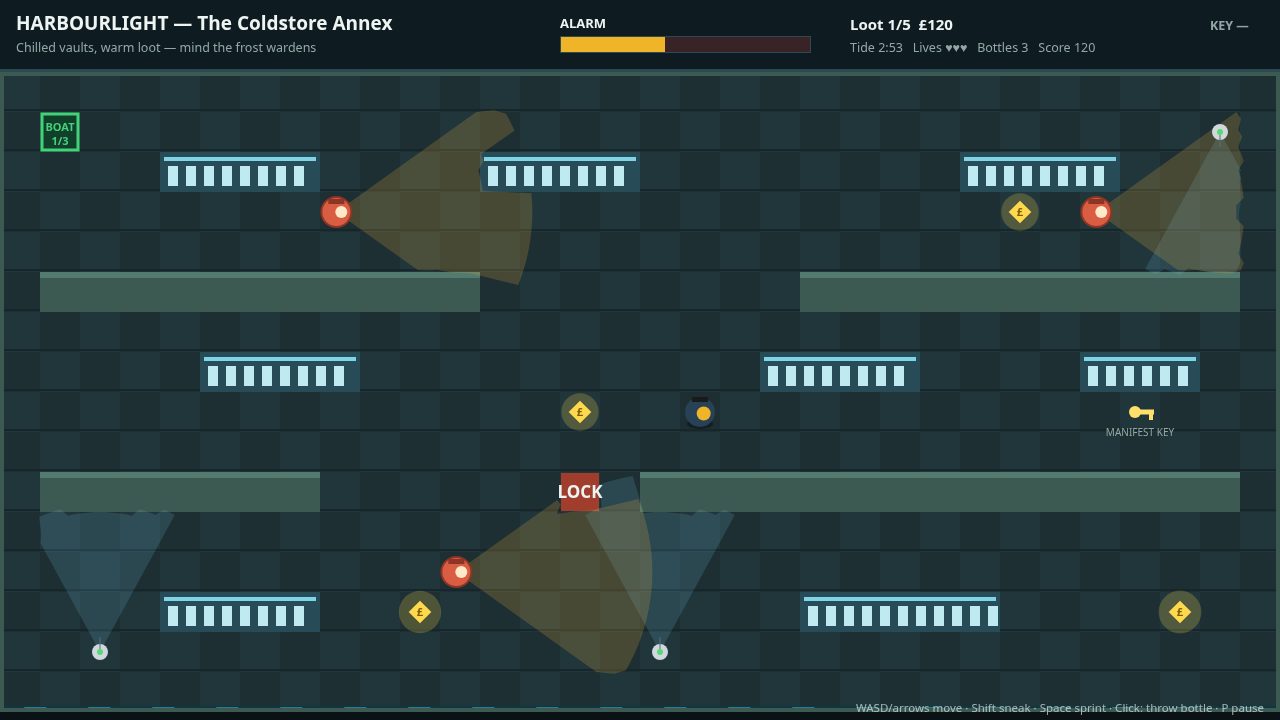 HARBOURLIGHT — The Coldstore Annex
Chilled vaults, warm loot — mind the frost wardens
ALARM
Loot 1/5 £120
Tide 2:53 Lives ♥♥♥ Bottles 3 Score 120
KEY —
BOAT
1/3
£
£
MANIFEST KEY
LOCK
£
£
WASD/arrows move · Shift sneak · Space sprint · Click: throw bottle · P pause